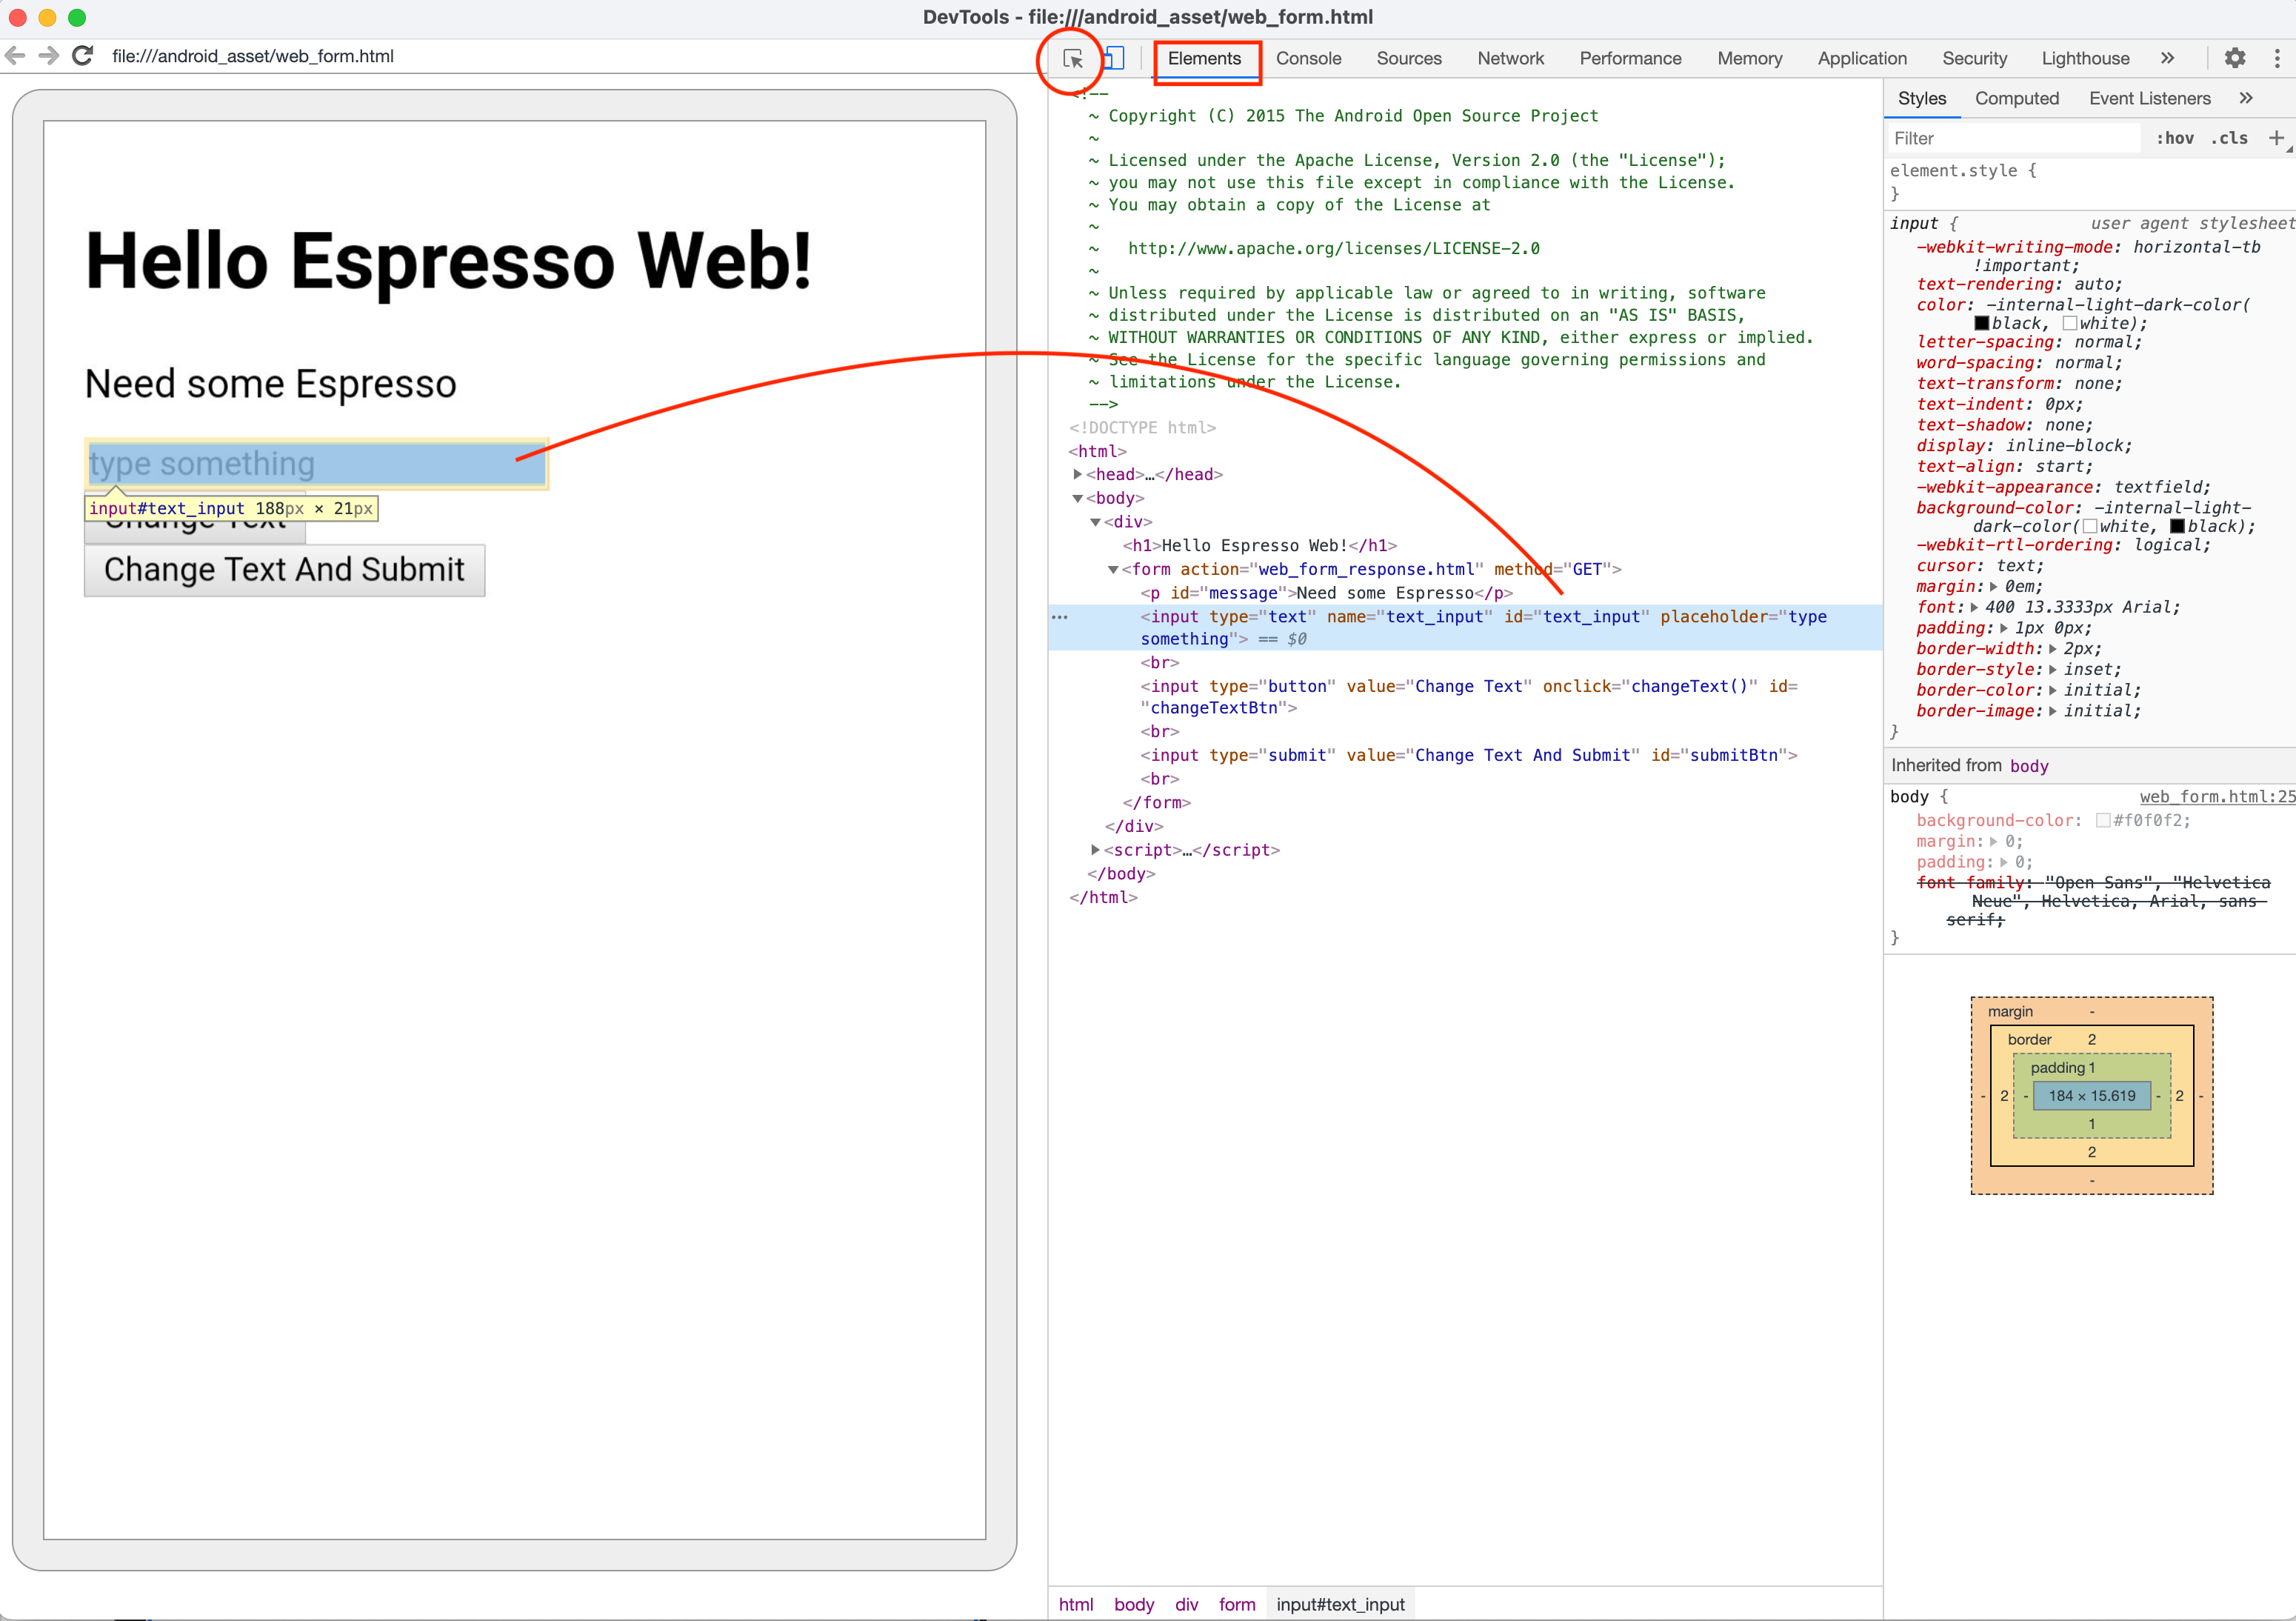 DevTools - file:///android_asset/web_form.html
file:///android_asset/web_form.html
Hello Espresso Web!
Need some Espresso
type something
input#text_input 188px × 21px
Change Text
Change Text And Submit
Elements Console Sources Network Performance Memory Application Security Lighthouse »
<!--
~ Copyright (C) 2015 The Android Open Source Project
~
~ Licensed under the Apache License, Version 2.0 (the "License");
~ you may not use this file except in compliance with the License.
~ You may obtain a copy of the License at
~
~ http://www.apache.org/licenses/LICENSE-2.0
~
~ Unless required by applicable law or agreed to in writing, software
~ distributed under the License is distributed on an "AS IS" BASIS,
~ WITHOUT WARRANTIES OR CONDITIONS OF ANY KIND, either express or implied.
~ See the License for the specific language governing permissions and
~ limitations under the License.
-->
<!DOCTYPE html>
<html>
<head>…</head>
<body>
<div>
<h1>Hello Espresso Web!</h1>
<form action="web_form_response.html" method="GET">
<p id="message">Need some Espresso</p>
<input type="text" name="text_input" id="text_input" placeholder="type
something"> == $0
<br>
<input type="button" value="Change Text" onclick="changeText()" id=
"changeTextBtn">
<br>
<input type="submit" value="Change Text And Submit" id="submitBtn">
<br>
</form>
</div>
<script>…</script>
</body>
</html>
html body div form input#text_input
Styles Computed Event Listeners »
Filter :hov .cls +
element.style {
}
input { user agent stylesheet
-webkit-writing-mode: horizontal-tb
!important;
text-rendering: auto;
color: -internal-light-dark-color(
black, white);
letter-spacing: normal;
word-spacing: normal;
text-transform: none;
text-indent: 0px;
text-shadow: none;
display: inline-block;
text-align: start;
-webkit-appearance: textfield;
background-color: -internal-light-
dark-color(white, black);
-webkit-rtl-ordering: logical;
cursor: text;
margin: 0em;
font: 400 13.3333px Arial;
padding: 1px 0px;
border-width: 2px;
border-style: inset;
border-color: initial;
border-image: initial;
}
Inherited from body
body { web_form.html:25
background-color: #f0f0f2;
margin: 0;
padding: 0;
font-family: "Open Sans", "Helvetica
Neue", Helvetica, Arial, sans-
serif;
}
margin -
border 2
padding 1
- 2 - 184 × 15.619 - 2 -
1
2
-